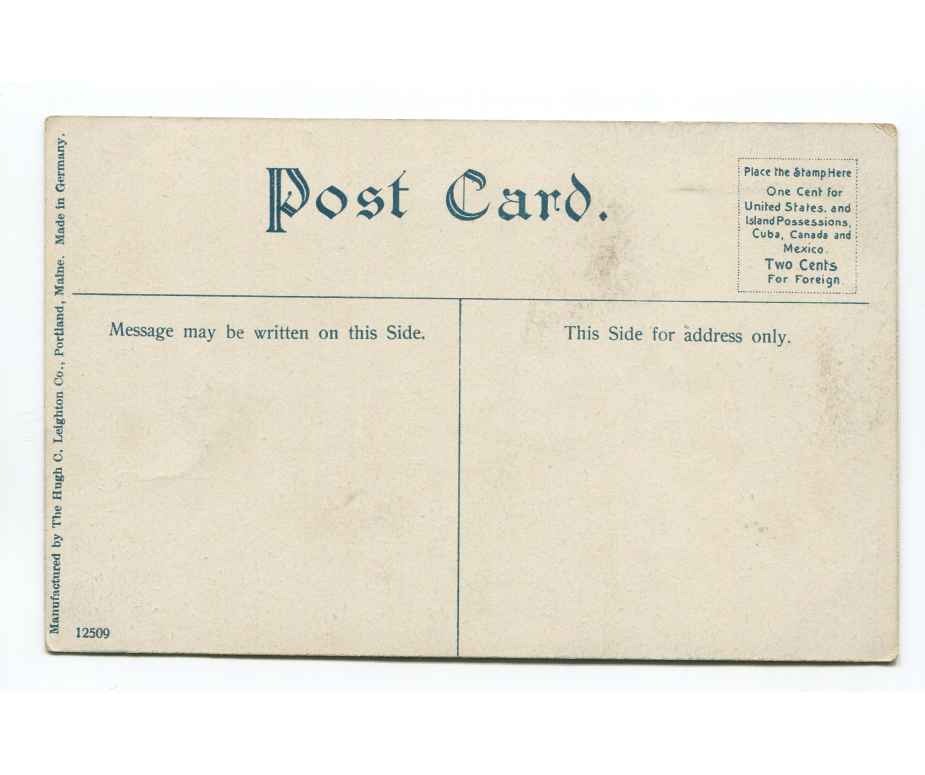 Post Card.
Place the Stamp Here
One Cent for
United States. and
Island Possessions,
Cuba, Canada and
Mexico.
Two Cents
For Foreign
Message may be written on this Side.
This Side for address only.
Manufactured by The Hugh C. Leighton Co., Portland, Maine. Made in Germany.
12509